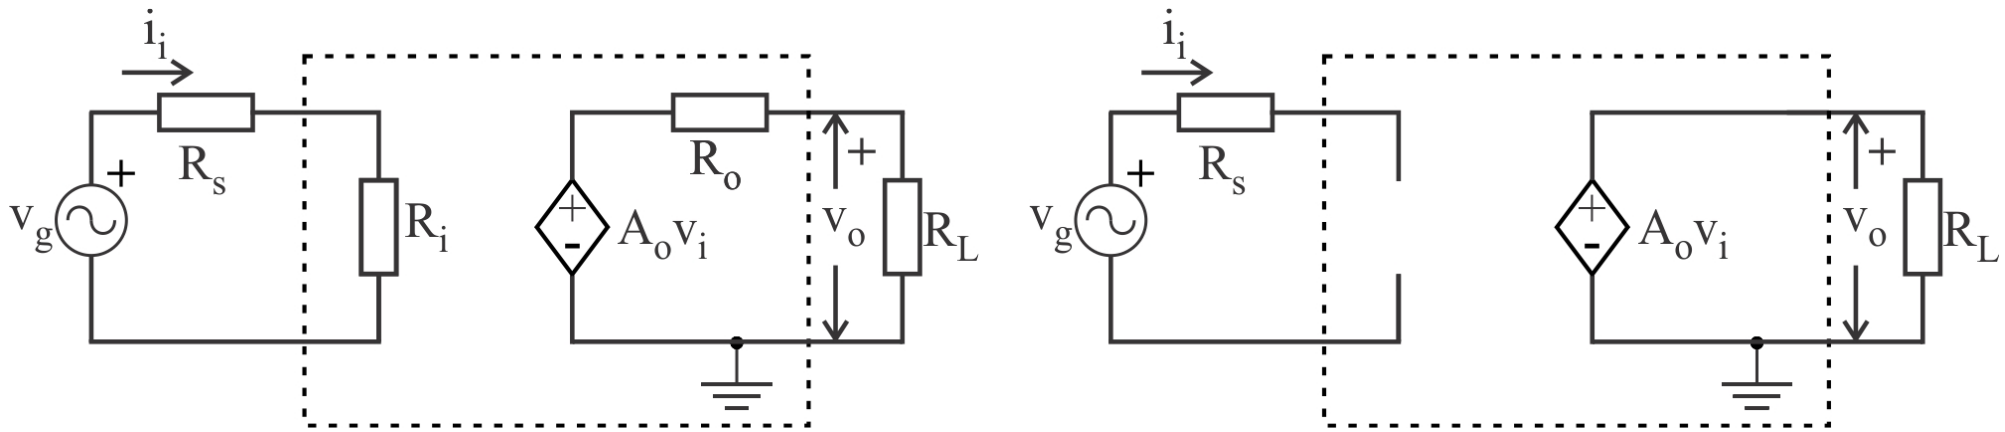 i_i
R_s
+
v_g
R_i
R_o
+
-
A_o v_i
+
v_o
R_L
i_i
R_s
+
v_g
+
-
A_o v_i
+
v_o
R_L